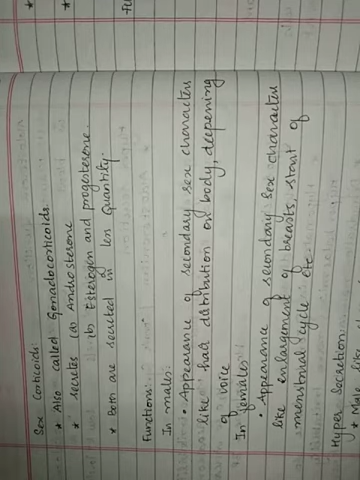 Sex Corticoids:
* Also called Gonadocorticoids.
* secretes (a) Androsterone
(b) Esterogen and progesterone.
* Both are secreted in less quantity.
Functions:
In males:
• Appearance of secondary sex characters
like hair distribution on body, deepening
of voice
In females
• Appearance of secondary sex characters
like enlargement of breasts, start of
menstrual cycle etc.
Hyper Secretion:
* Male like